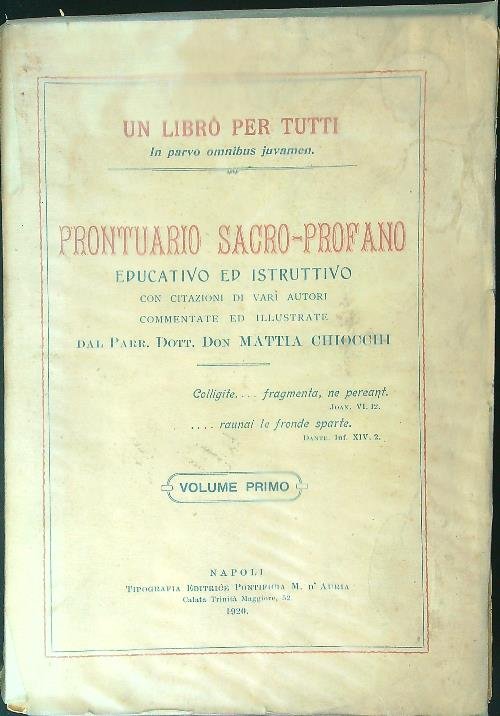 UN LIBRO PER TUTTI
In parvo omnibus juvamen.
PRONTUARIO SACRO-PROFANO
EDUCATIVO ED ISTRUTTIVO
CON CITAZIONI DI VARÎ AUTORI
COMMENTATE ED ILLUSTRATE
DAL PARR. DOTT. DON MATTIA CHIOCCHI
Colligite.... fragmenta, ne pereant.
JOAN. VI. 12.
.... raunai le fronde sparte.
DANTE. Inf. XIV. 2.
VOLUME PRIMO
NAPOLI
TIPOGRAFIA EDITRICE PONTIFICIA M. D'AURIA
Calata Trinità Maggiore, 52
1920.